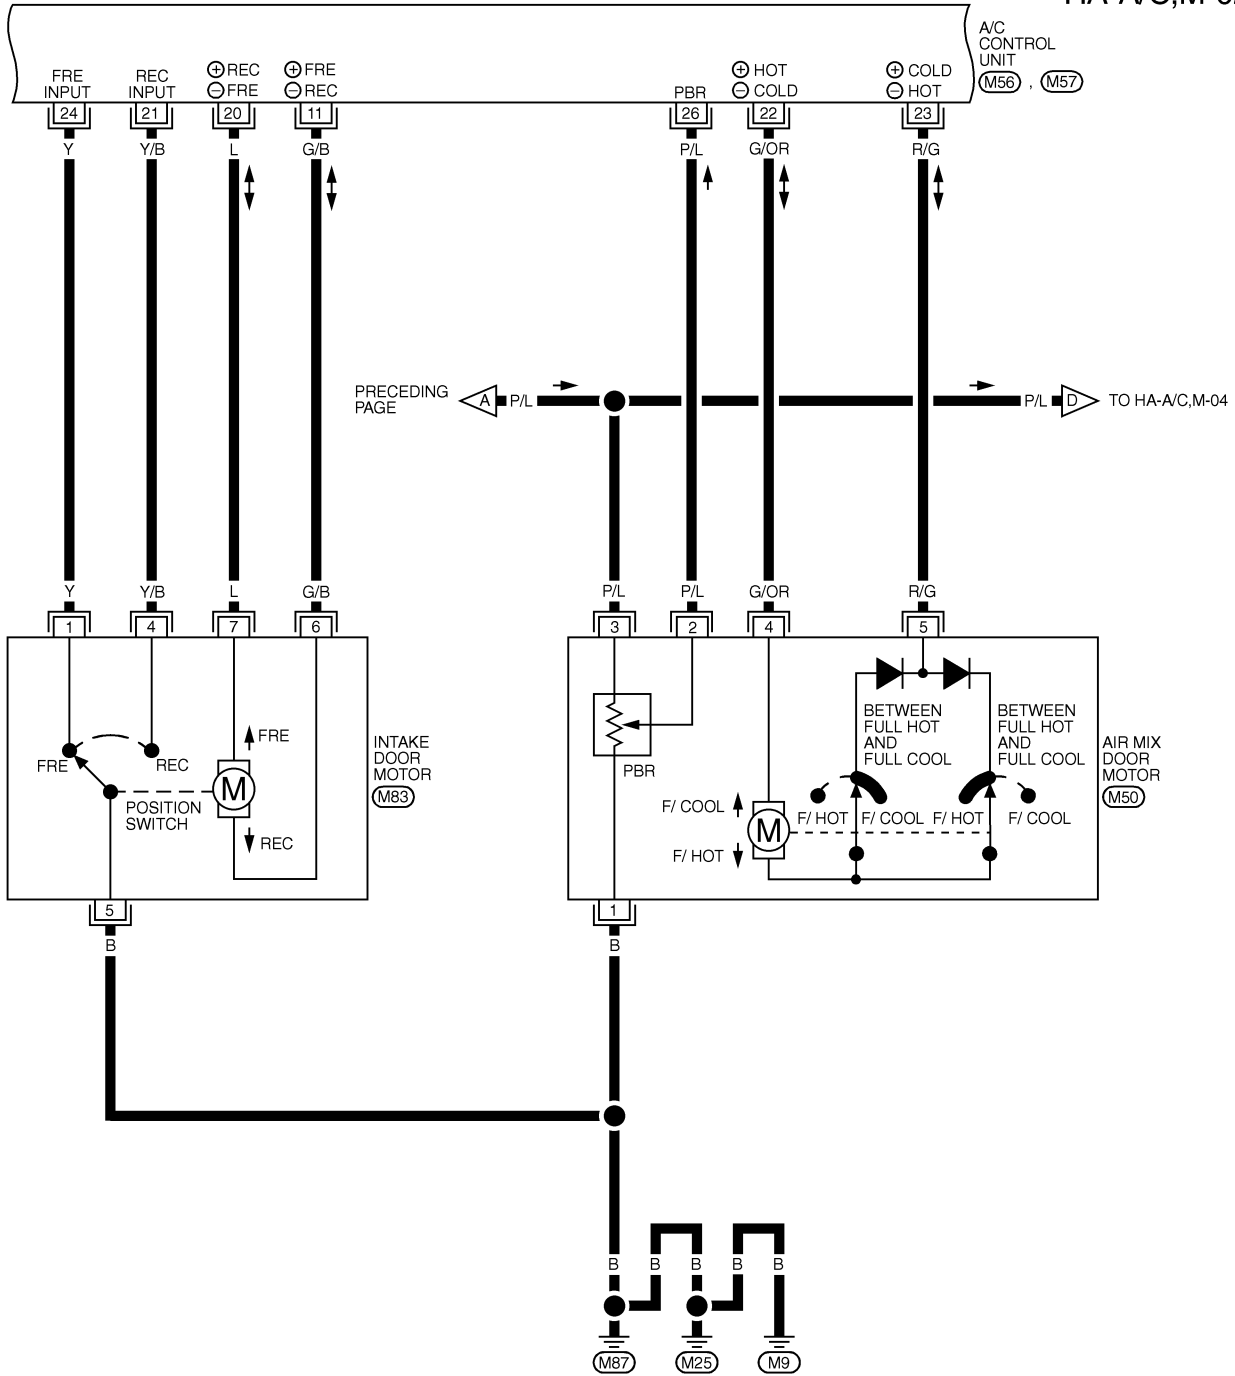 A/C
CONTROL
UNIT
M56 , M57
FRE
INPUT
REC
INPUT
+ REC
- FRE
+ FRE
- REC
PBR
+ HOT
- COLD
+ COLD
- HOT
24 21 20 11 26 22 23
Y Y/B L G/B P/L G/OR R/G
PRECEDING
PAGE
A P/L P/L D TO HA-A/C,M-04
Y Y/B L G/B P/L P/L G/OR R/G
1 4 7 6 3 2 4 5
FRE
REC
POSITION
SWITCH
FRE
M
REC
INTAKE
DOOR
MOTOR
M83
PBR
F/ COOL
M
F/ HOT
BETWEEN
FULL HOT
AND
FULL COOL
BETWEEN
FULL HOT
AND
FULL COOL
F/ HOT F/ COOL F/ HOT F/ COOL
AIR MIX
DOOR
MOTOR
M50
5 1
B B
B B B B B
M87 M25 M9